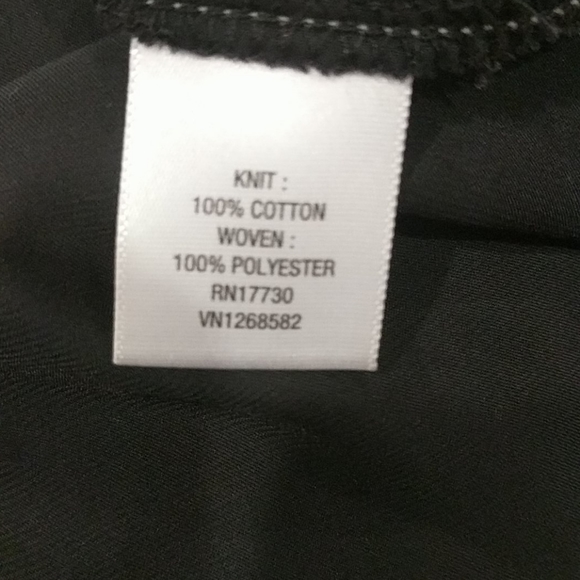 KNIT :
100% COTTON
WOVEN :
100% POLYESTER
RN17730
VN1268582